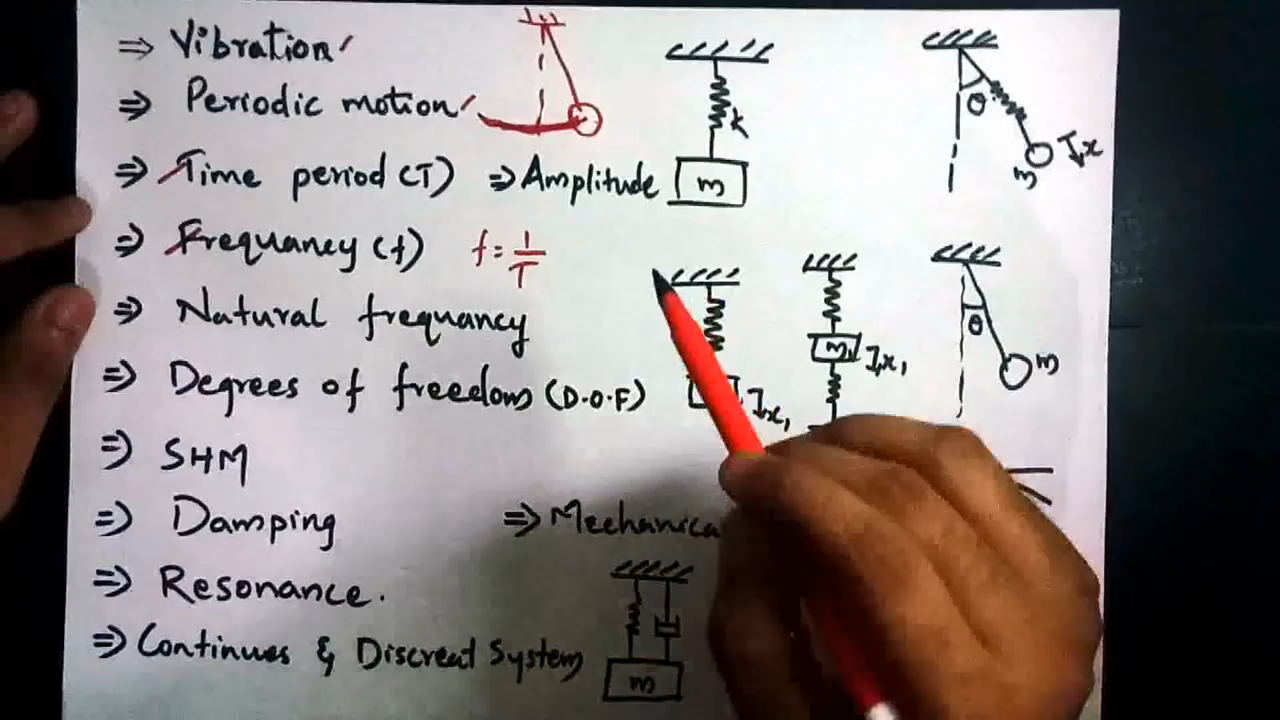 ⇒ Vibration
⇒ Periodic motion
⇒ Time period (T) ⇒ Amplitude
⇒ Frequancy (f) f = 1/T
⇒ Natural frequancy
⇒ Degrees of freedom (D.O.F)
⇒ SHM
⇒ Damping ⇒ Mechanica
⇒ Resonance.
⇒ Continues & Discreat System
k
m
θ
m
x
x₁
m₁
x₁
θ
m
m